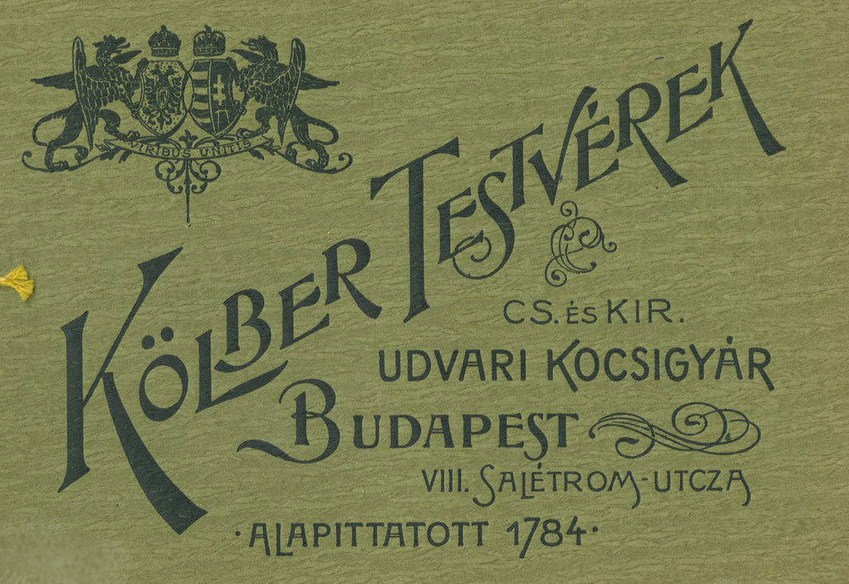 VIRIBUS UNITIS
KÖLBER TESTVÉREK
CS. ÉS KIR.
UDVARI KOCSIGYÁR
BUDAPEST
VIII. SALÉTROM-UTCZA
·ALAPITTATOTT 1784·